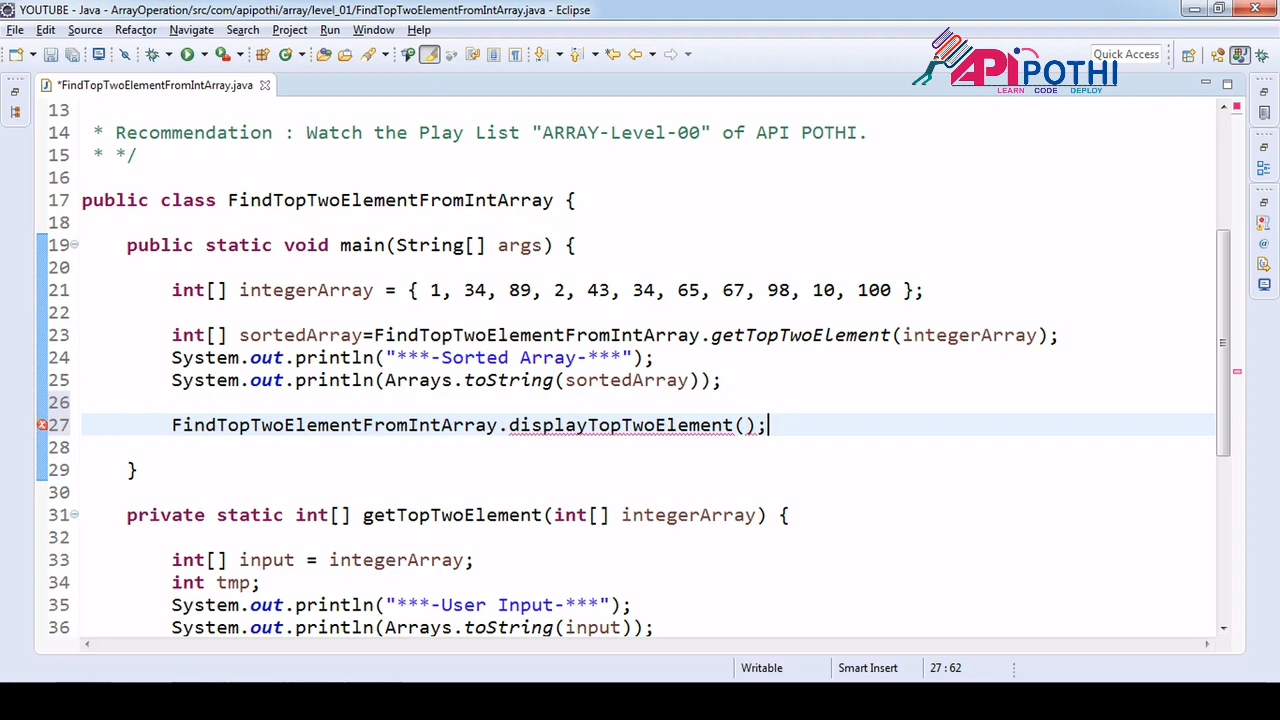 YOUTUBE - Java - ArrayOperation/src/com/apipothi/array/level_01/FindTopTwoElementFromIntArray.java - Eclipse
File Edit Source Refactor Navigate Search Project Run Window Help
Quick Access
API POTHI
LEARN CODE DEPLOY
*FindTopTwoElementFromIntArray.java
13
14 * Recommendation : Watch the Play List "ARRAY-Level-00" of API POTHI.
15 * */
16
17 public class FindTopTwoElementFromIntArray {
18
19 public static void main(String[] args) {
20
21 int[] integerArray = { 1, 34, 89, 2, 43, 34, 65, 67, 98, 10, 100 };
22
23 int[] sortedArray=FindTopTwoElementFromIntArray.getTopTwoElement(integerArray);
24 System.out.println("***-Sorted Array-***");
25 System.out.println(Arrays.toString(sortedArray));
26
27 FindTopTwoElementFromIntArray.displayTopTwoElement();
28
29 }
30
31 private static int[] getTopTwoElement(int[] integerArray) {
32
33 int[] input = integerArray;
34 int tmp;
35 System.out.println("***-User Input-***");
36 System.out.println(Arrays.toString(input));
Writable Smart Insert 27 : 62